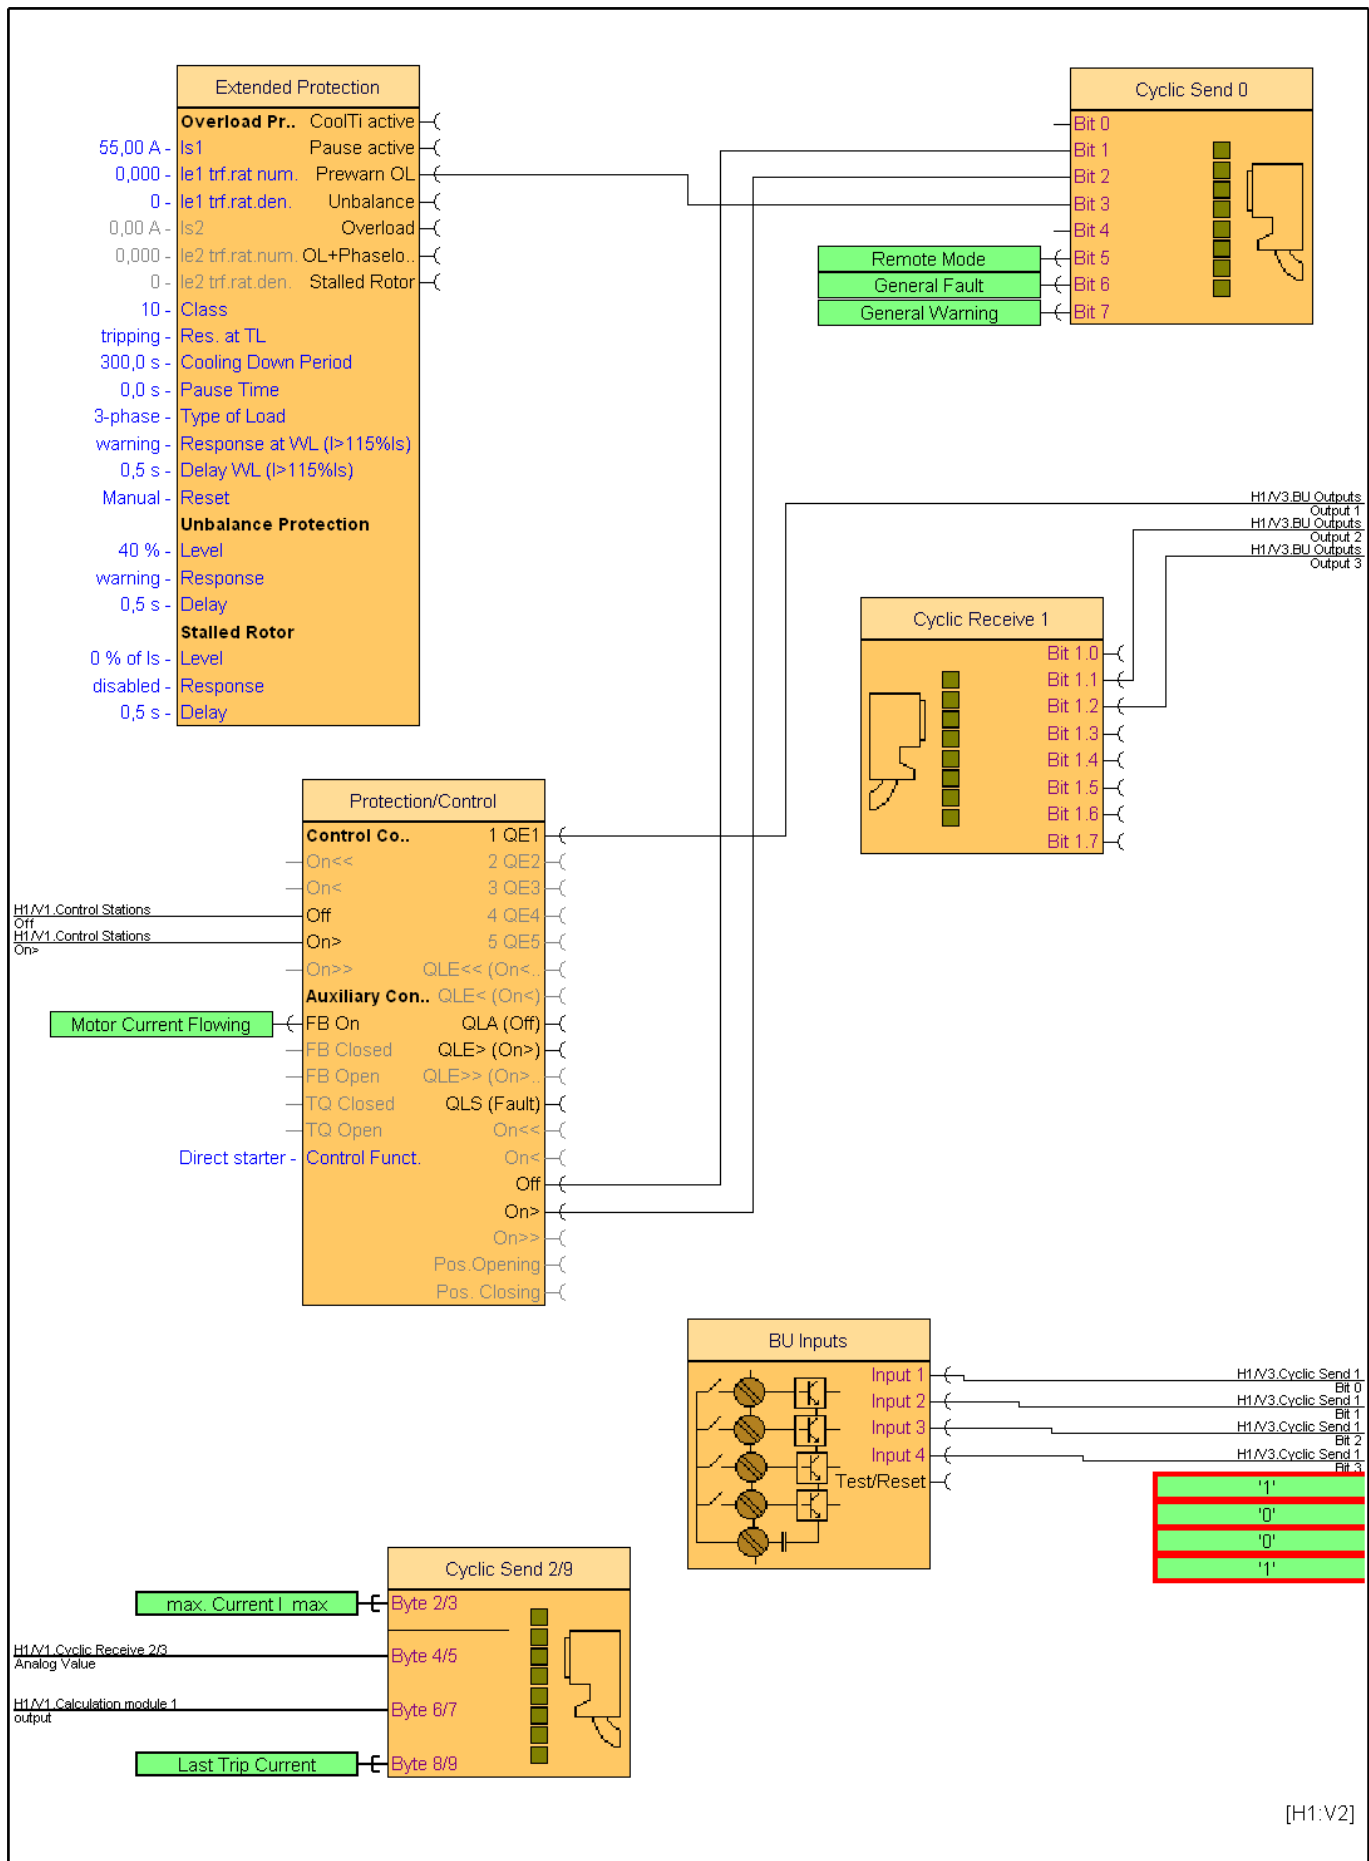 Extended Protection
Overload Pr.. CoolTi active
55,00 A - Is1 Pause active
0,000 - Ie1 trf.rat num. Prewarn OL
0 - Ie1 trf.rat.den. Unbalance
0,00 A - Is2 Overload
0,000 - Ie2 trf.rat.num. OL+Phaselo..
0 - Ie2 trf.rat.den. Stalled Rotor
10 - Class
tripping - Res. at TL
300,0 s - Cooling Down Period
0,0 s - Pause Time
3-phase - Type of Load
warning - Response at WL (I>115%Is)
0,5 s - Delay WL (I>115%Is)
Manual - Reset
Unbalance Protection
40 % - Level
warning - Response
0,5 s - Delay
Stalled Rotor
0 % of Is - Level
disabled - Response
0,5 s - Delay
Cyclic Send 0
Bit 0
Bit 1
Bit 2
Bit 3
Bit 4
Remote Mode Bit 5
General Fault Bit 6
General Warning Bit 7
H1/V3.BU Outputs
Output 1
H1/V3.BU Outputs
Output 2
H1/V3.BU Outputs
Output 3
Cyclic Receive 1
Bit 1.0
Bit 1.1
Bit 1.2
Bit 1.3
Bit 1.4
Bit 1.5
Bit 1.6
Bit 1.7
Protection/Control
Control Co.. 1 QE1
On<< 2 QE2
On< 3 QE3
H1/V1.Control Stations
Off
Off 4 QE4
H1/V1.Control Stations
On>
On> 5 QE5
On>> QLE<< (On<..
Auxiliary Con.. QLE< (On<)
Motor Current Flowing FB On QLA (Off)
FB Closed QLE> (On>)
FB Open QLE>> (On>..
TQ Closed QLS (Fault)
TQ Open On<<
Direct starter - Control Funct. On<
Off
On>
On>>
Pos.Opening
Pos. Closing
BU Inputs
Input 1
Input 2
Input 3
Input 4
Test/Reset
H1/V3.Cyclic Send 1
Bit 0
H1/V3.Cyclic Send 1
Bit 1
H1/V3.Cyclic Send 1
Bit 2
H1/V3.Cyclic Send 1
Bit 3
'1'
'0'
'0'
'1'
Cyclic Send 2/9
max. Current I_max Byte 2/3
H1/V1.Cyclic Receive 2/3
Analog Value
Byte 4/5
H1/V1.Calculation module 1
output
Byte 6/7
Last Trip Current Byte 8/9
[H1:V2]